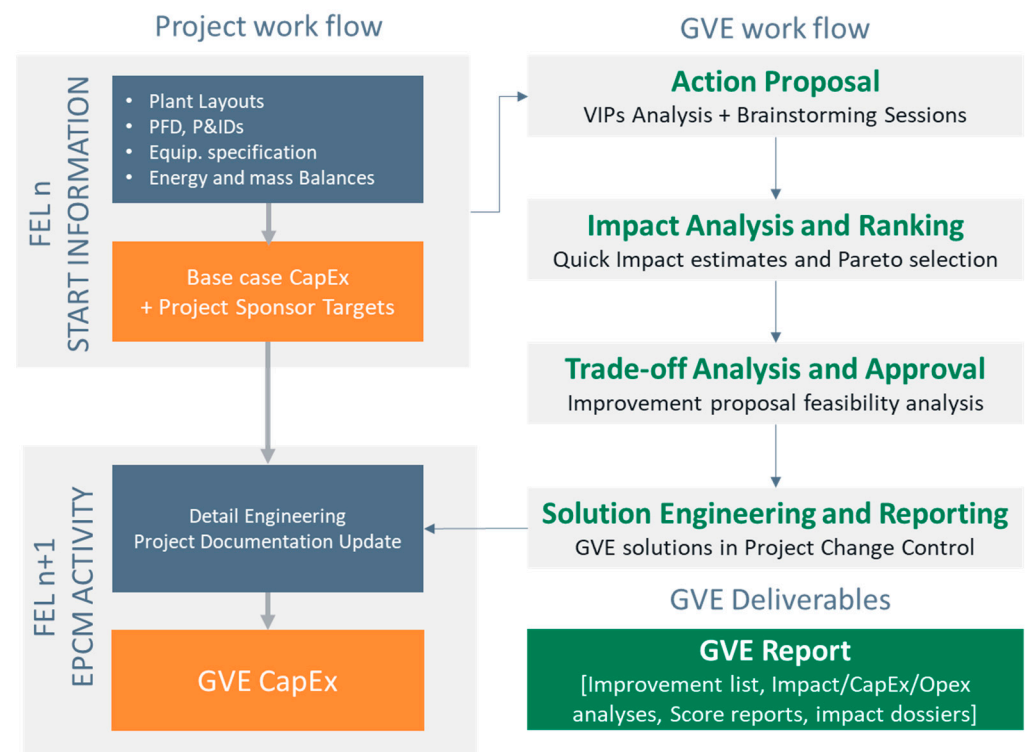 Project work flow
FEL n
START INFORMATION
• Plant Layouts
• PFD, P&IDs
• Equip. specification
• Energy and mass Balances
Base case CapEx
+ Project Sponsor Targets
FEL n+1
EPCM ACTIVITY
Detail Engineering
Project Documentation Update
GVE CapEx
GVE work flow
Action Proposal
VIPs Analysis + Brainstorming Sessions
Impact Analysis and Ranking
Quick Impact estimates and Pareto selection
Trade-off Analysis and Approval
Improvement proposal feasibility analysis
Solution Engineering and Reporting
GVE solutions in Project Change Control
GVE Deliverables
GVE Report
[Improvement list, Impact/CapEx/Opex
analyses, Score reports, impact dossiers]